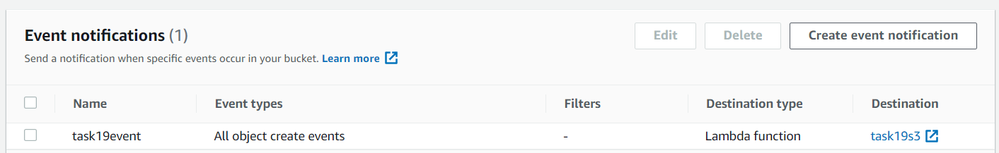 Event notifications (1)
Edit
Delete
Create event notification
Send a notification when specific events occur in your bucket. Learn more
Name Event types Filters Destination type Destination
task19event All object create events - Lambda function task19s3